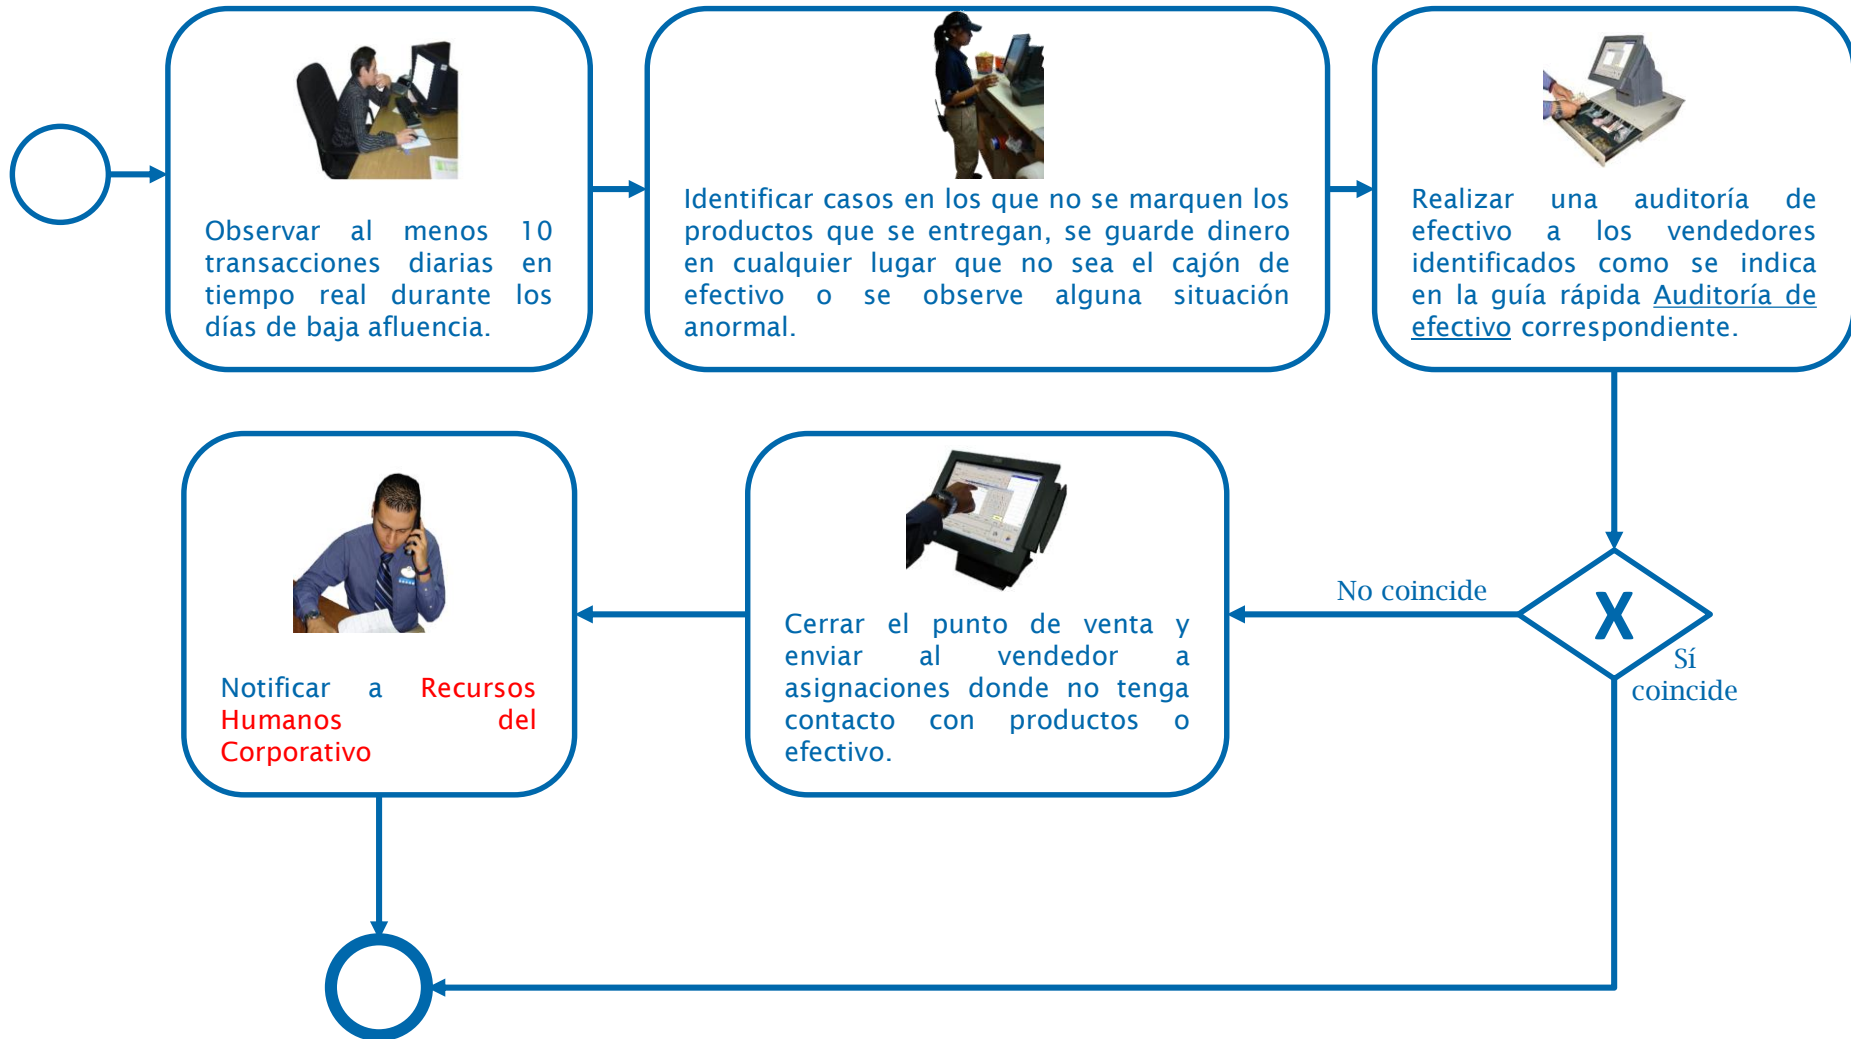 Observar al menos 10
transacciones diarias en
tiempo real durante los
días de baja afluencia.
Identificar casos en los que no se marquen los
productos que se entregan, se guarde dinero
en cualquier lugar que no sea el cajón de
efectivo o se observe alguna situación
anormal.
Realizar una auditoría de
efectivo a los vendedores
identificados como se indica
en la guía rápida Auditoría de
efectivo correspondiente.
X
Sí
coincide
No coincide
Cerrar el punto de venta y
enviar al vendedor a
asignaciones donde no tenga
contacto con productos o
efectivo.
Notificar a Recursos
Humanos del
Corporativo